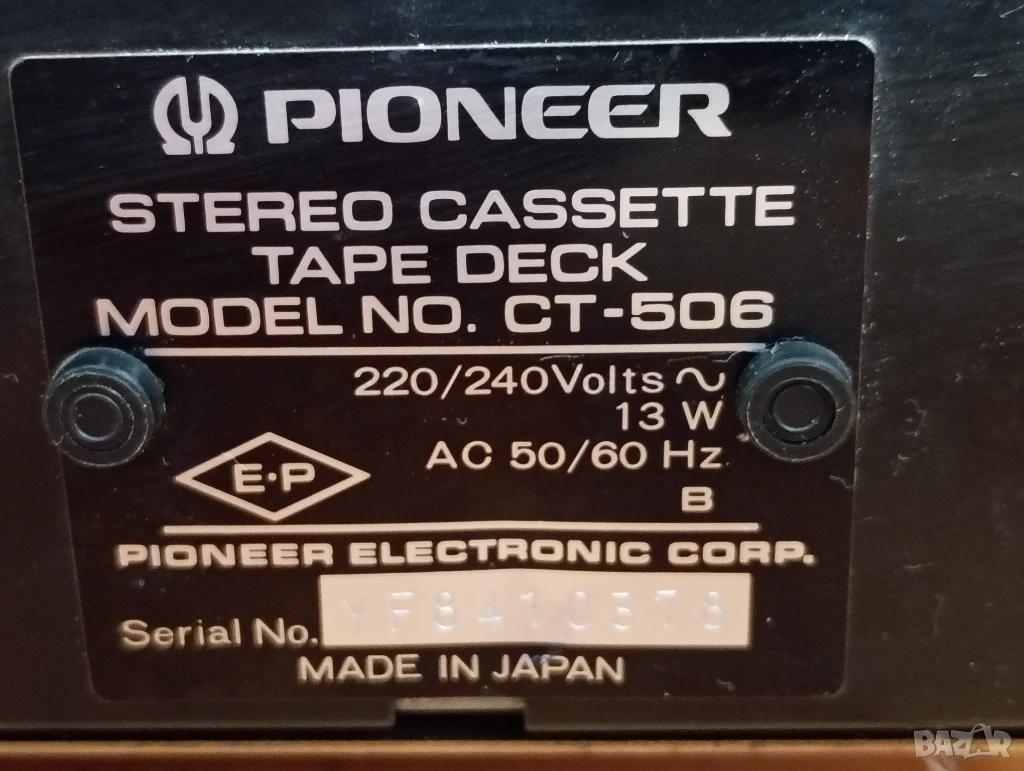 PIONEER
STEREO CASSETTE
TAPE DECK
MODEL NO. CT-506
220/240Volts ~
13 W
AC 50/60 Hz
E·P
B
PIONEER ELECTRONIC CORP.
Serial No. YF8410378
MADE IN JAPAN
BAZAR